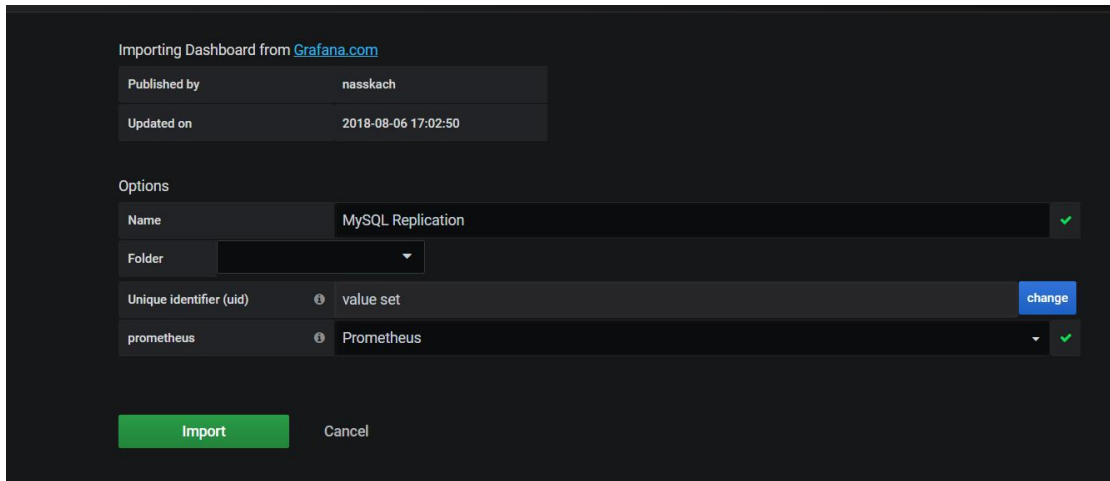 Importing Dashboard from Grafana.com
Published by nasskach
Updated on 2018-08-06 17:02:50
Options
Name MySQL Replication
Folder
Unique identifier (uid) value set change
prometheus Prometheus
Import Cancel